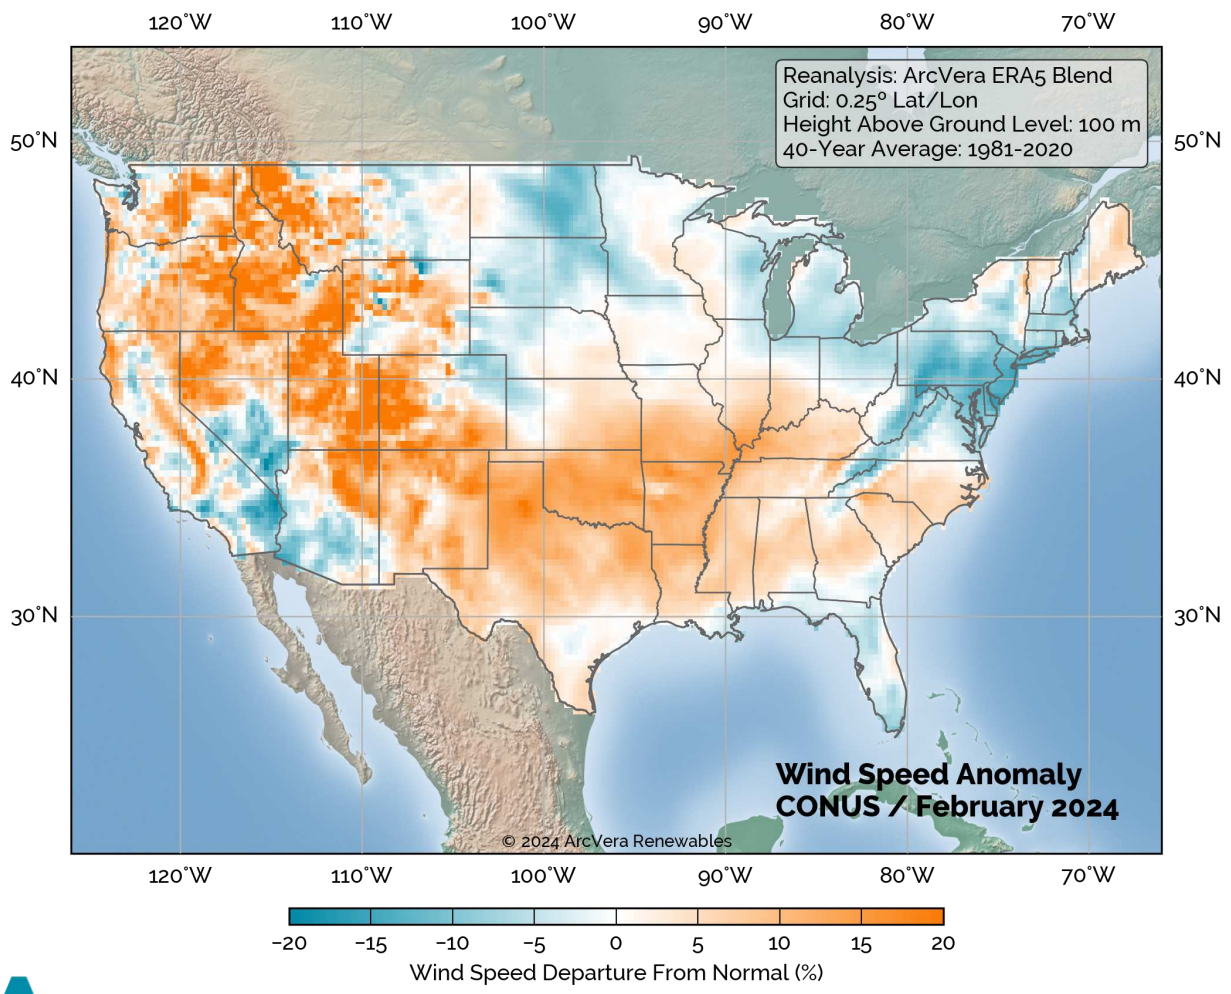 120°W 110°W 100°W 90°W 80°W 70°W
Reanalysis: ArcVera ERA5 Blend
Grid: 0.25º Lat/Lon
Height Above Ground Level: 100 m
40-Year Average: 1981-2020
50°N 50°N
40°N 40°N
30°N 30°N
Wind Speed Anomaly
CONUS / February 2024
© 2024 ArcVera Renewables
120°W 110°W 100°W 90°W 80°W 70°W
−20 −15 −10 −5 0 5 10 15 20
Wind Speed Departure From Normal (%)